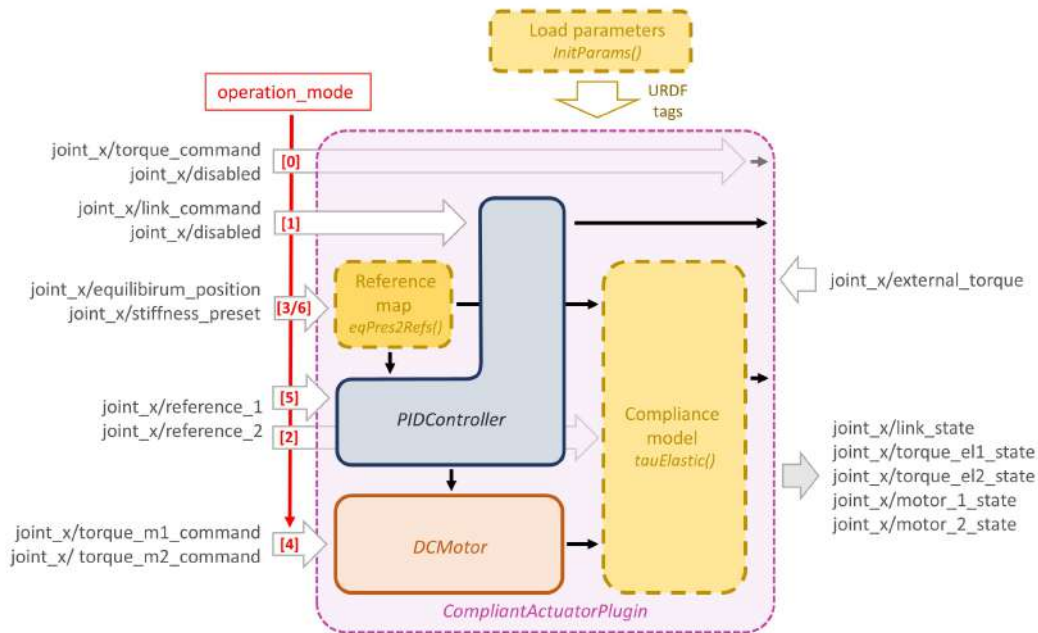 Load parameters
InitParams()
URDF
tags
operation_mode
joint_x/torque_command
joint_x/disabled
[0]
joint_x/link_command
joint_x/disabled
[1]
joint_x/equilibirum_position
joint_x/stiffness_preset
[3/6]
Reference
map
eqPres2Refs()
joint_x/external_torque
[5]
joint_x/reference_1
joint_x/reference_2
[2]
PIDController
Compliance
model
tauElastic()
joint_x/link_state
joint_x/torque_el1_state
joint_x/torque_el2_state
joint_x/motor_1_state
joint_x/motor_2_state
joint_x/torque_m1_command
joint_x/ torque_m2_command
[4]
DCMotor
CompliantActuatorPlugin